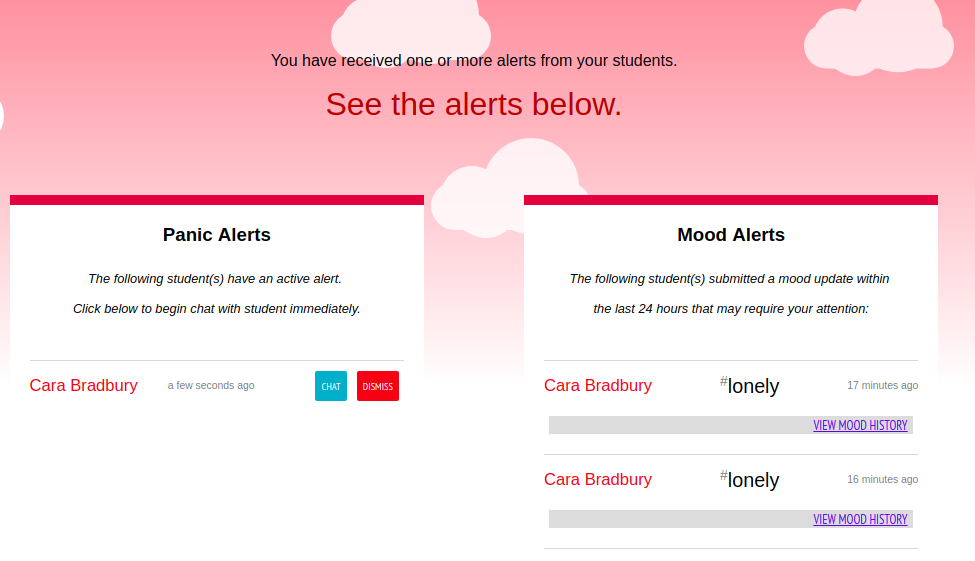 You have received one or more alerts from your students.
See the alerts below.
Panic Alerts
The following student(s) have an active alert.
Click below to begin chat with student immediately.
Cara Bradbury a few seconds ago CHAT DISMISS
Mood Alerts
The following student(s) submitted a mood update within
the last 24 hours that may require your attention:
Cara Bradbury #lonely 17 minutes ago
VIEW MOOD HISTORY
Cara Bradbury #lonely 16 minutes ago
VIEW MOOD HISTORY